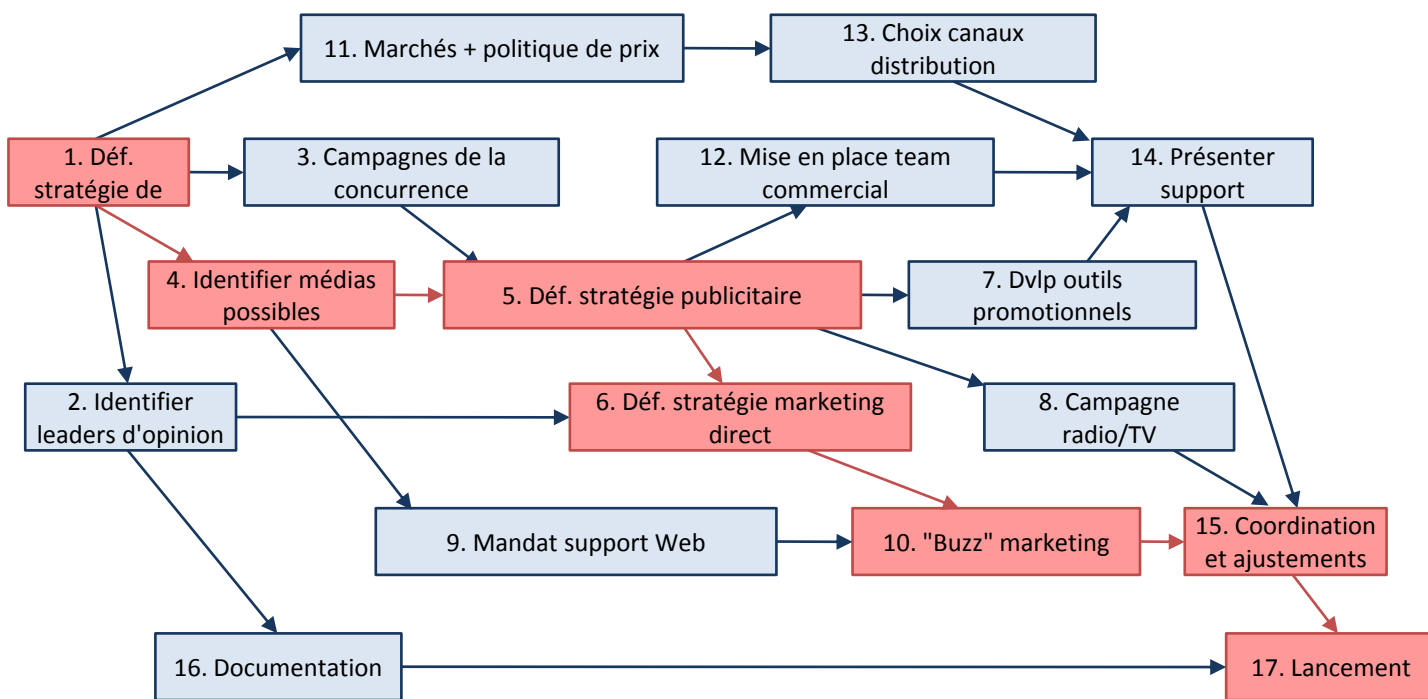 11. Marchés + politique de prix
13. Choix canaux
distribution
1. Déf.
stratégie de
3. Campagnes de la
concurrence
12. Mise en place team
commercial
14. Présenter
support
4. Identifier médias
possibles
5. Déf. stratégie publicitaire
7. Dvlp outils
promotionnels
2. Identifier
leaders d'opinion
6. Déf. stratégie marketing
direct
8. Campagne
radio/TV
9. Mandat support Web
10. "Buzz" marketing
15. Coordination
et ajustements
16. Documentation
17. Lancement